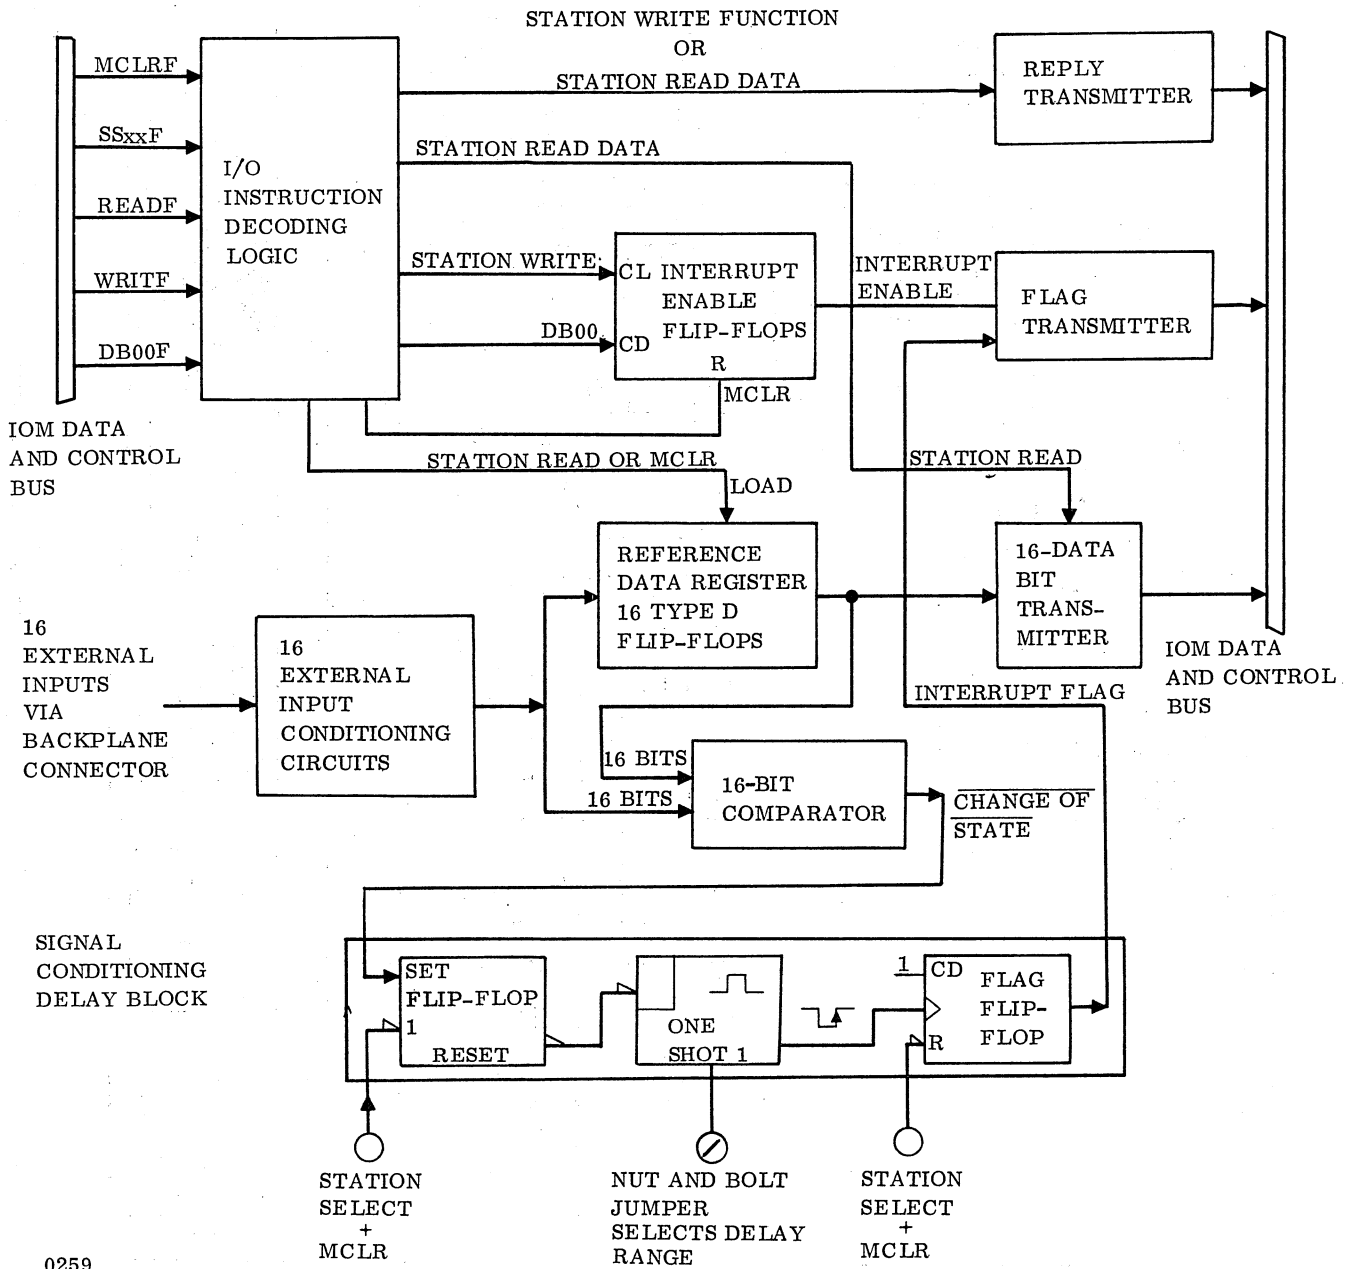 STATION WRITE FUNCTION
OR
STATION READ DATA
MCLRF
SSxxF
READF
WRITF
DB00F
IOM DATA
AND CONTROL
BUS
I/O
INSTRUCTION
DECODING
LOGIC
REPLY
TRANSMITTER
STATION READ DATA
STATION WRITE
DB00
CL INTERRUPT
ENABLE
FLIP-FLOPS
CD
R
MCLR
INTERRUPT
ENABLE
FLAG
TRANSMITTER
STATION READ OR MCLR
LOAD
STATION READ
REFERENCE
DATA REGISTER
16 TYPE D
FLIP-FLOPS
16-DATA
BIT
TRANS-
MITTER
IOM DATA
AND CONTROL
BUS
16
EXTERNAL
INPUTS
VIA
BACKPLANE
CONNECTOR
16
EXTERNAL
INPUT
CONDITIONING
CIRCUITS
INTERRUPT FLAG
16 BITS
16 BITS
16-BIT
COMPARATOR
CHANGE OF
STATE
SIGNAL
CONDITIONING
DELAY BLOCK
SET
FLIP-FLOP
1
RESET
ONE
SHOT 1
1
CD
FLAG
FLIP-
FLOP
R
STATION
SELECT
+
MCLR
NUT AND BOLT
JUMPER
SELECTS DELAY
RANGE
STATION
SELECT
+
MCLR
0259